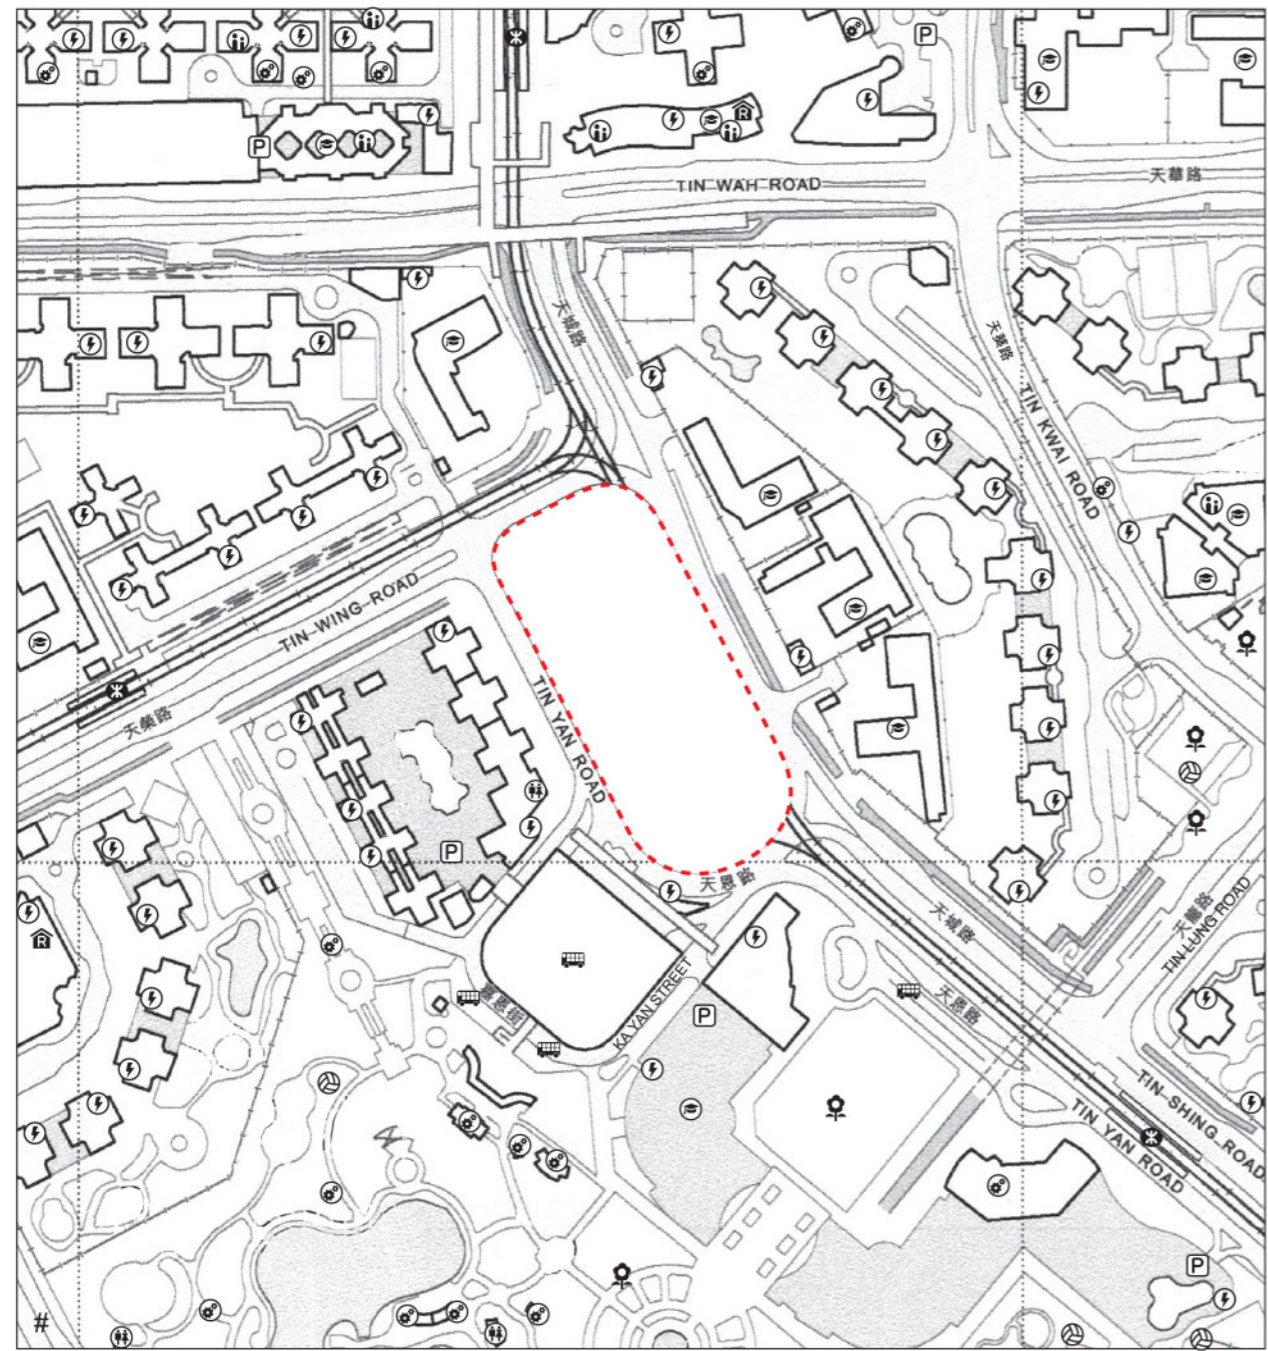 P
P
R
TIN WAH ROAD
天華路
天城路
天葵路
TIN KWAI ROAD
TIN WING ROAD
天榮路
TIN YAN ROAD
P
天恩路
天城路
天龍路
TIN LUNG ROAD
R
嘉恩街
KA YAN STREET
P
天恩路
TIN SHING ROAD
TIN YAN ROAD
P
#